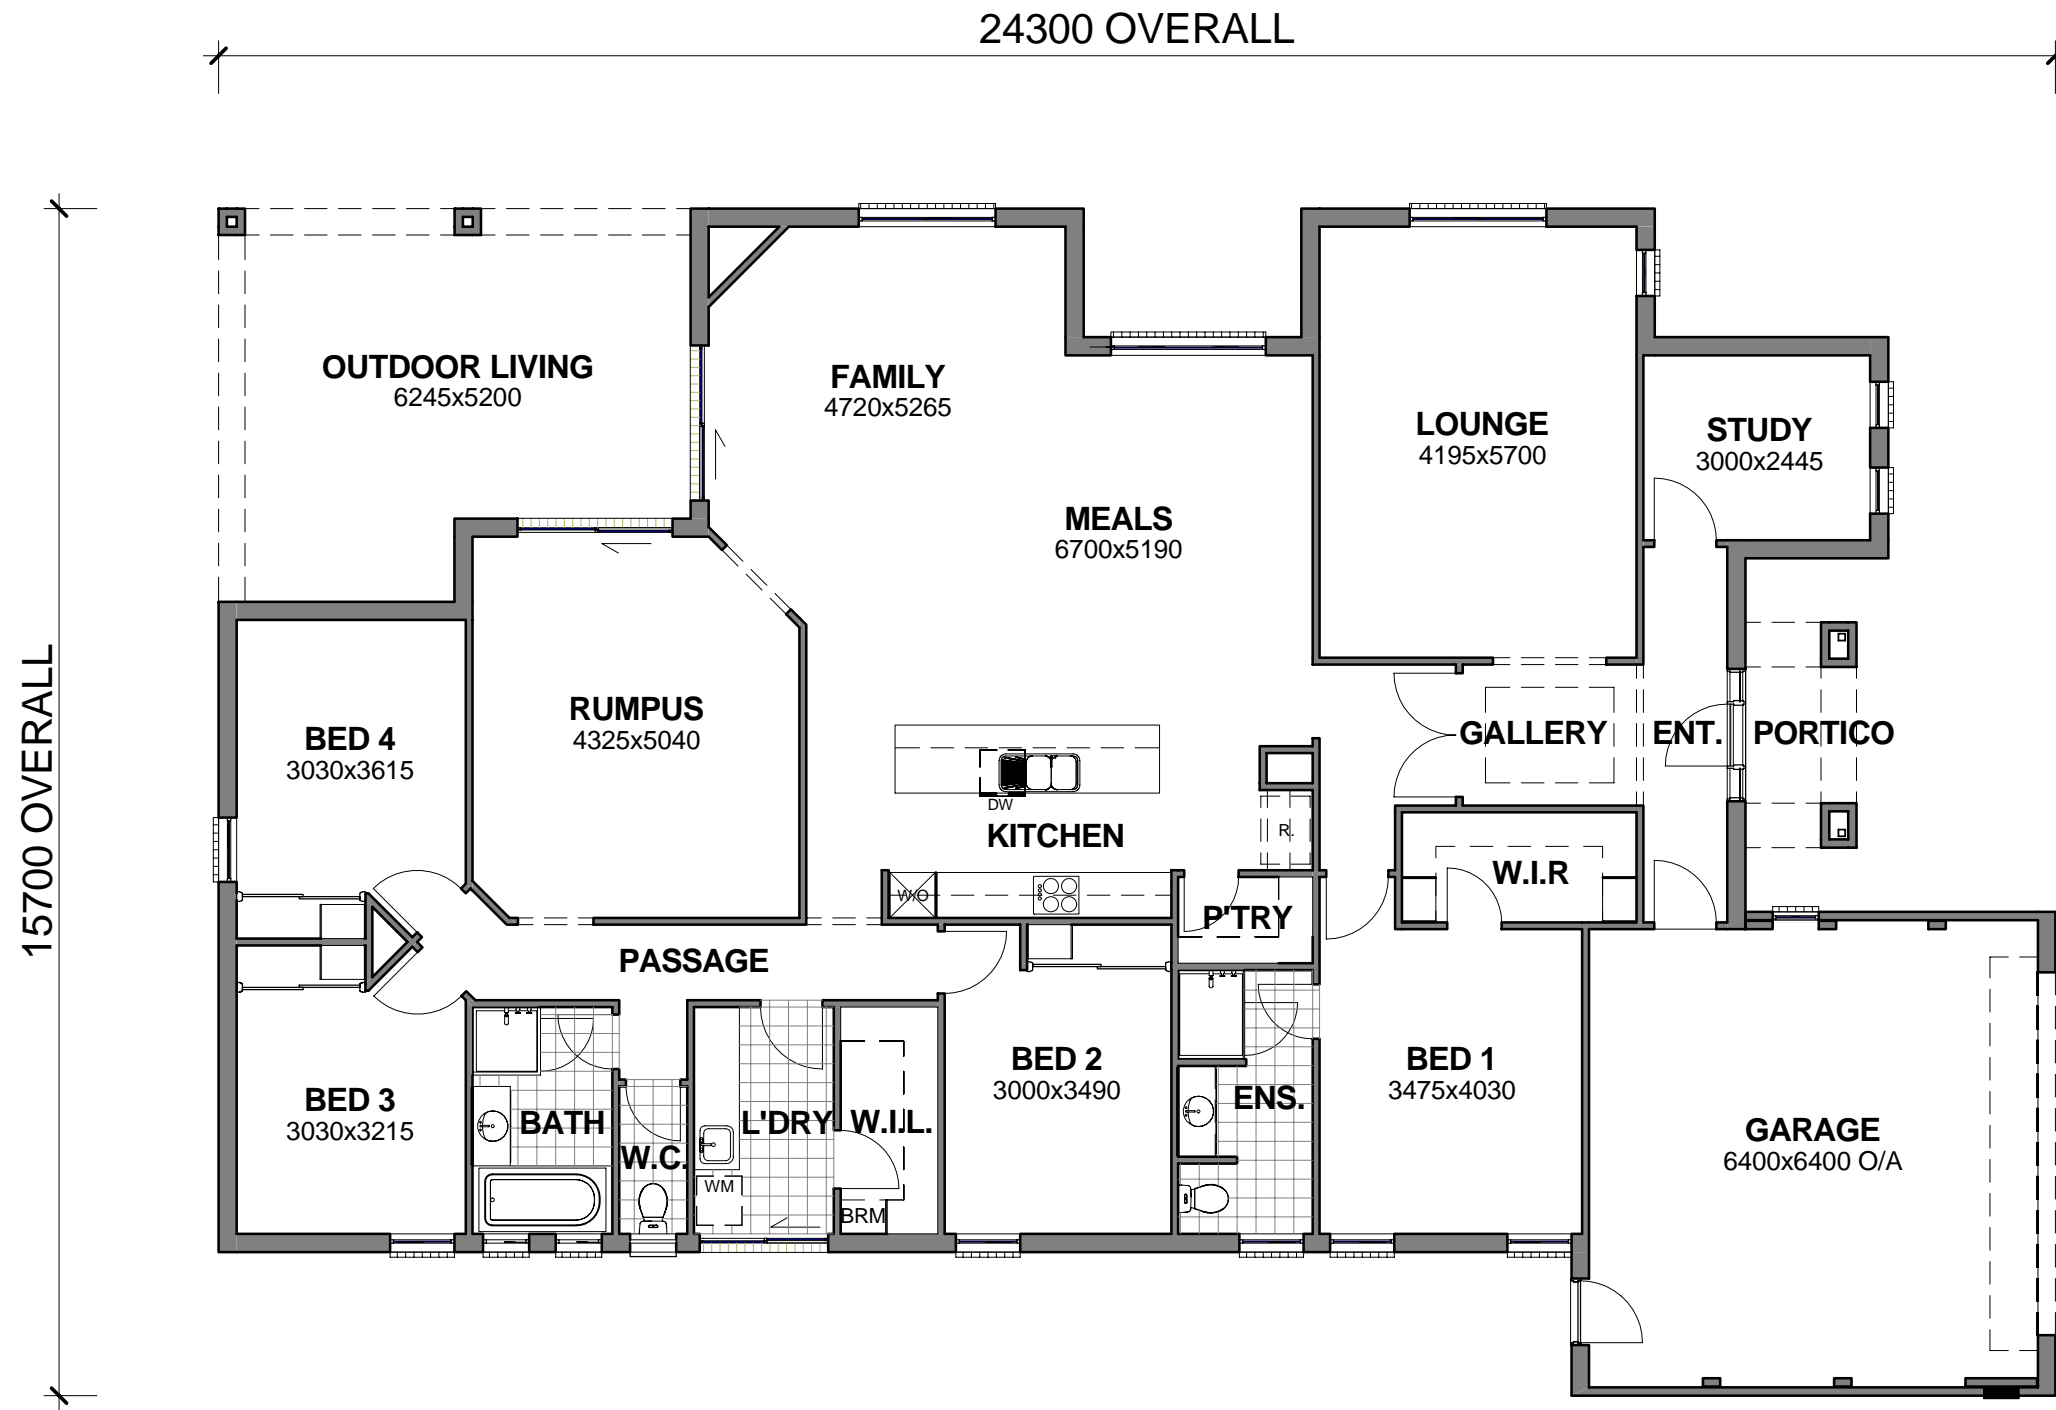 24300 OVERALL
15700 OVERALL
OUTDOOR LIVING
6245x5200
FAMILY
4720x5265
LOUNGE
4195x5700
STUDY
3000x2445
MEALS
6700x5190
BED 4
3030x3615
RUMPUS
4325x5040
GALLERY
ENT.
PORTICO
DW
KITCHEN
R.
W/O
W.I.R
P'TRY
PASSAGE
BED 3
3030x3215
BATH
W.C.
L'DRY
WM
W.I.L.
BRM
BED 2
3000x3490
ENS.
BED 1
3475x4030
GARAGE
6400x6400 O/A